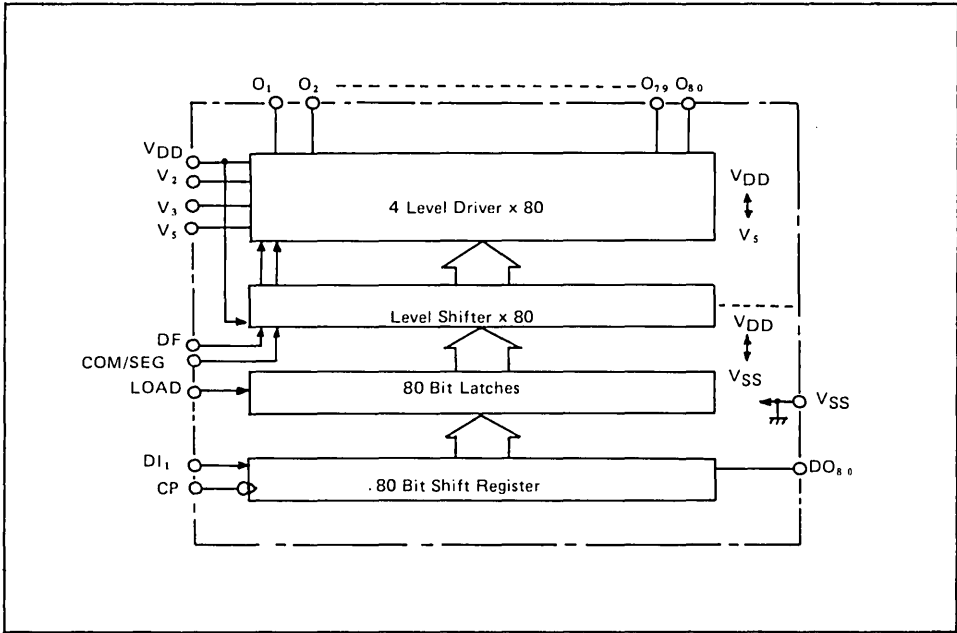 O₁ O₂ O₇₉ O₈₀
VDD
V₂
V₃
V₅
4 Level Driver x 80
VDD
V₅
Level Shifter x 80
DF
COM/SEG
LOAD
80 Bit Latches
VDD
VSS
VSS
DI₁
CP
.80 Bit Shift Register
DO₈₀